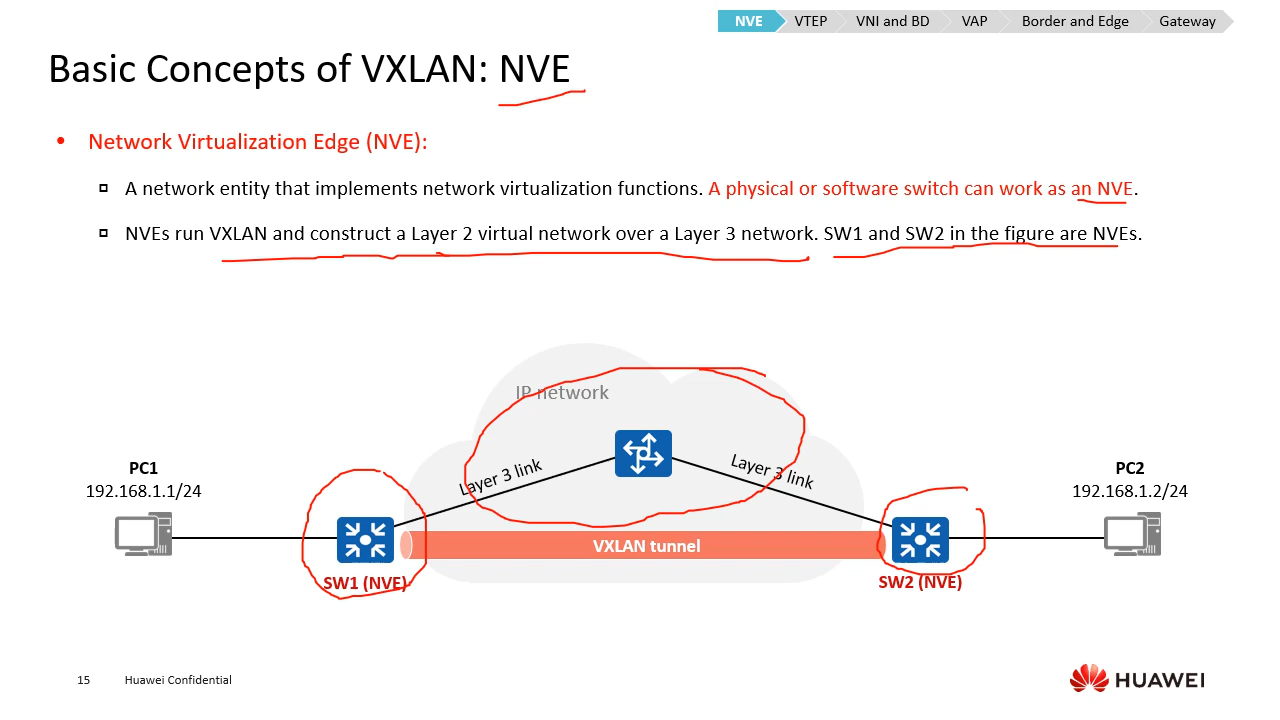 NVE VTEP VNI and BD VAP Border and Edge Gateway
Basic Concepts of VXLAN: NVE
• Network Virtualization Edge (NVE):
A network entity that implements network virtualization functions. A physical or software switch can work as an NVE.
NVEs run VXLAN and construct a Layer 2 virtual network over a Layer 3 network. SW1 and SW2 in the figure are NVEs.
IP network
Layer 3 link
Layer 3 link
PC1
192.168.1.1/24
PC2
192.168.1.2/24
VXLAN tunnel
SW1 (NVE)
SW2 (NVE)
15 Huawei Confidential
HUAWEI